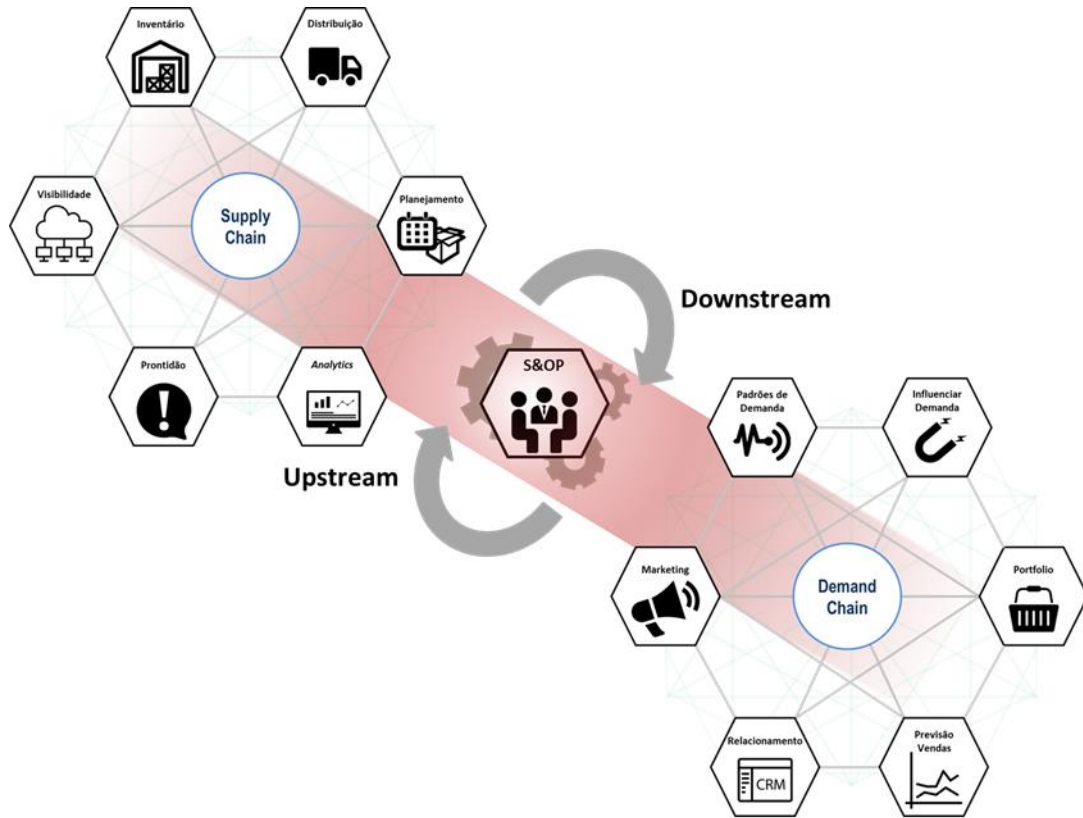 Inventário
Distribuição
Visibilidade
Supply
Chain
Planejamento
Prontidão
Analytics
Downstream
S&OP
Upstream
Padrões de
Demanda
Influenciar
Demanda
Marketing
Demand
Chain
Portfolio
Relacionamento
CRM
Previsão
Vendas